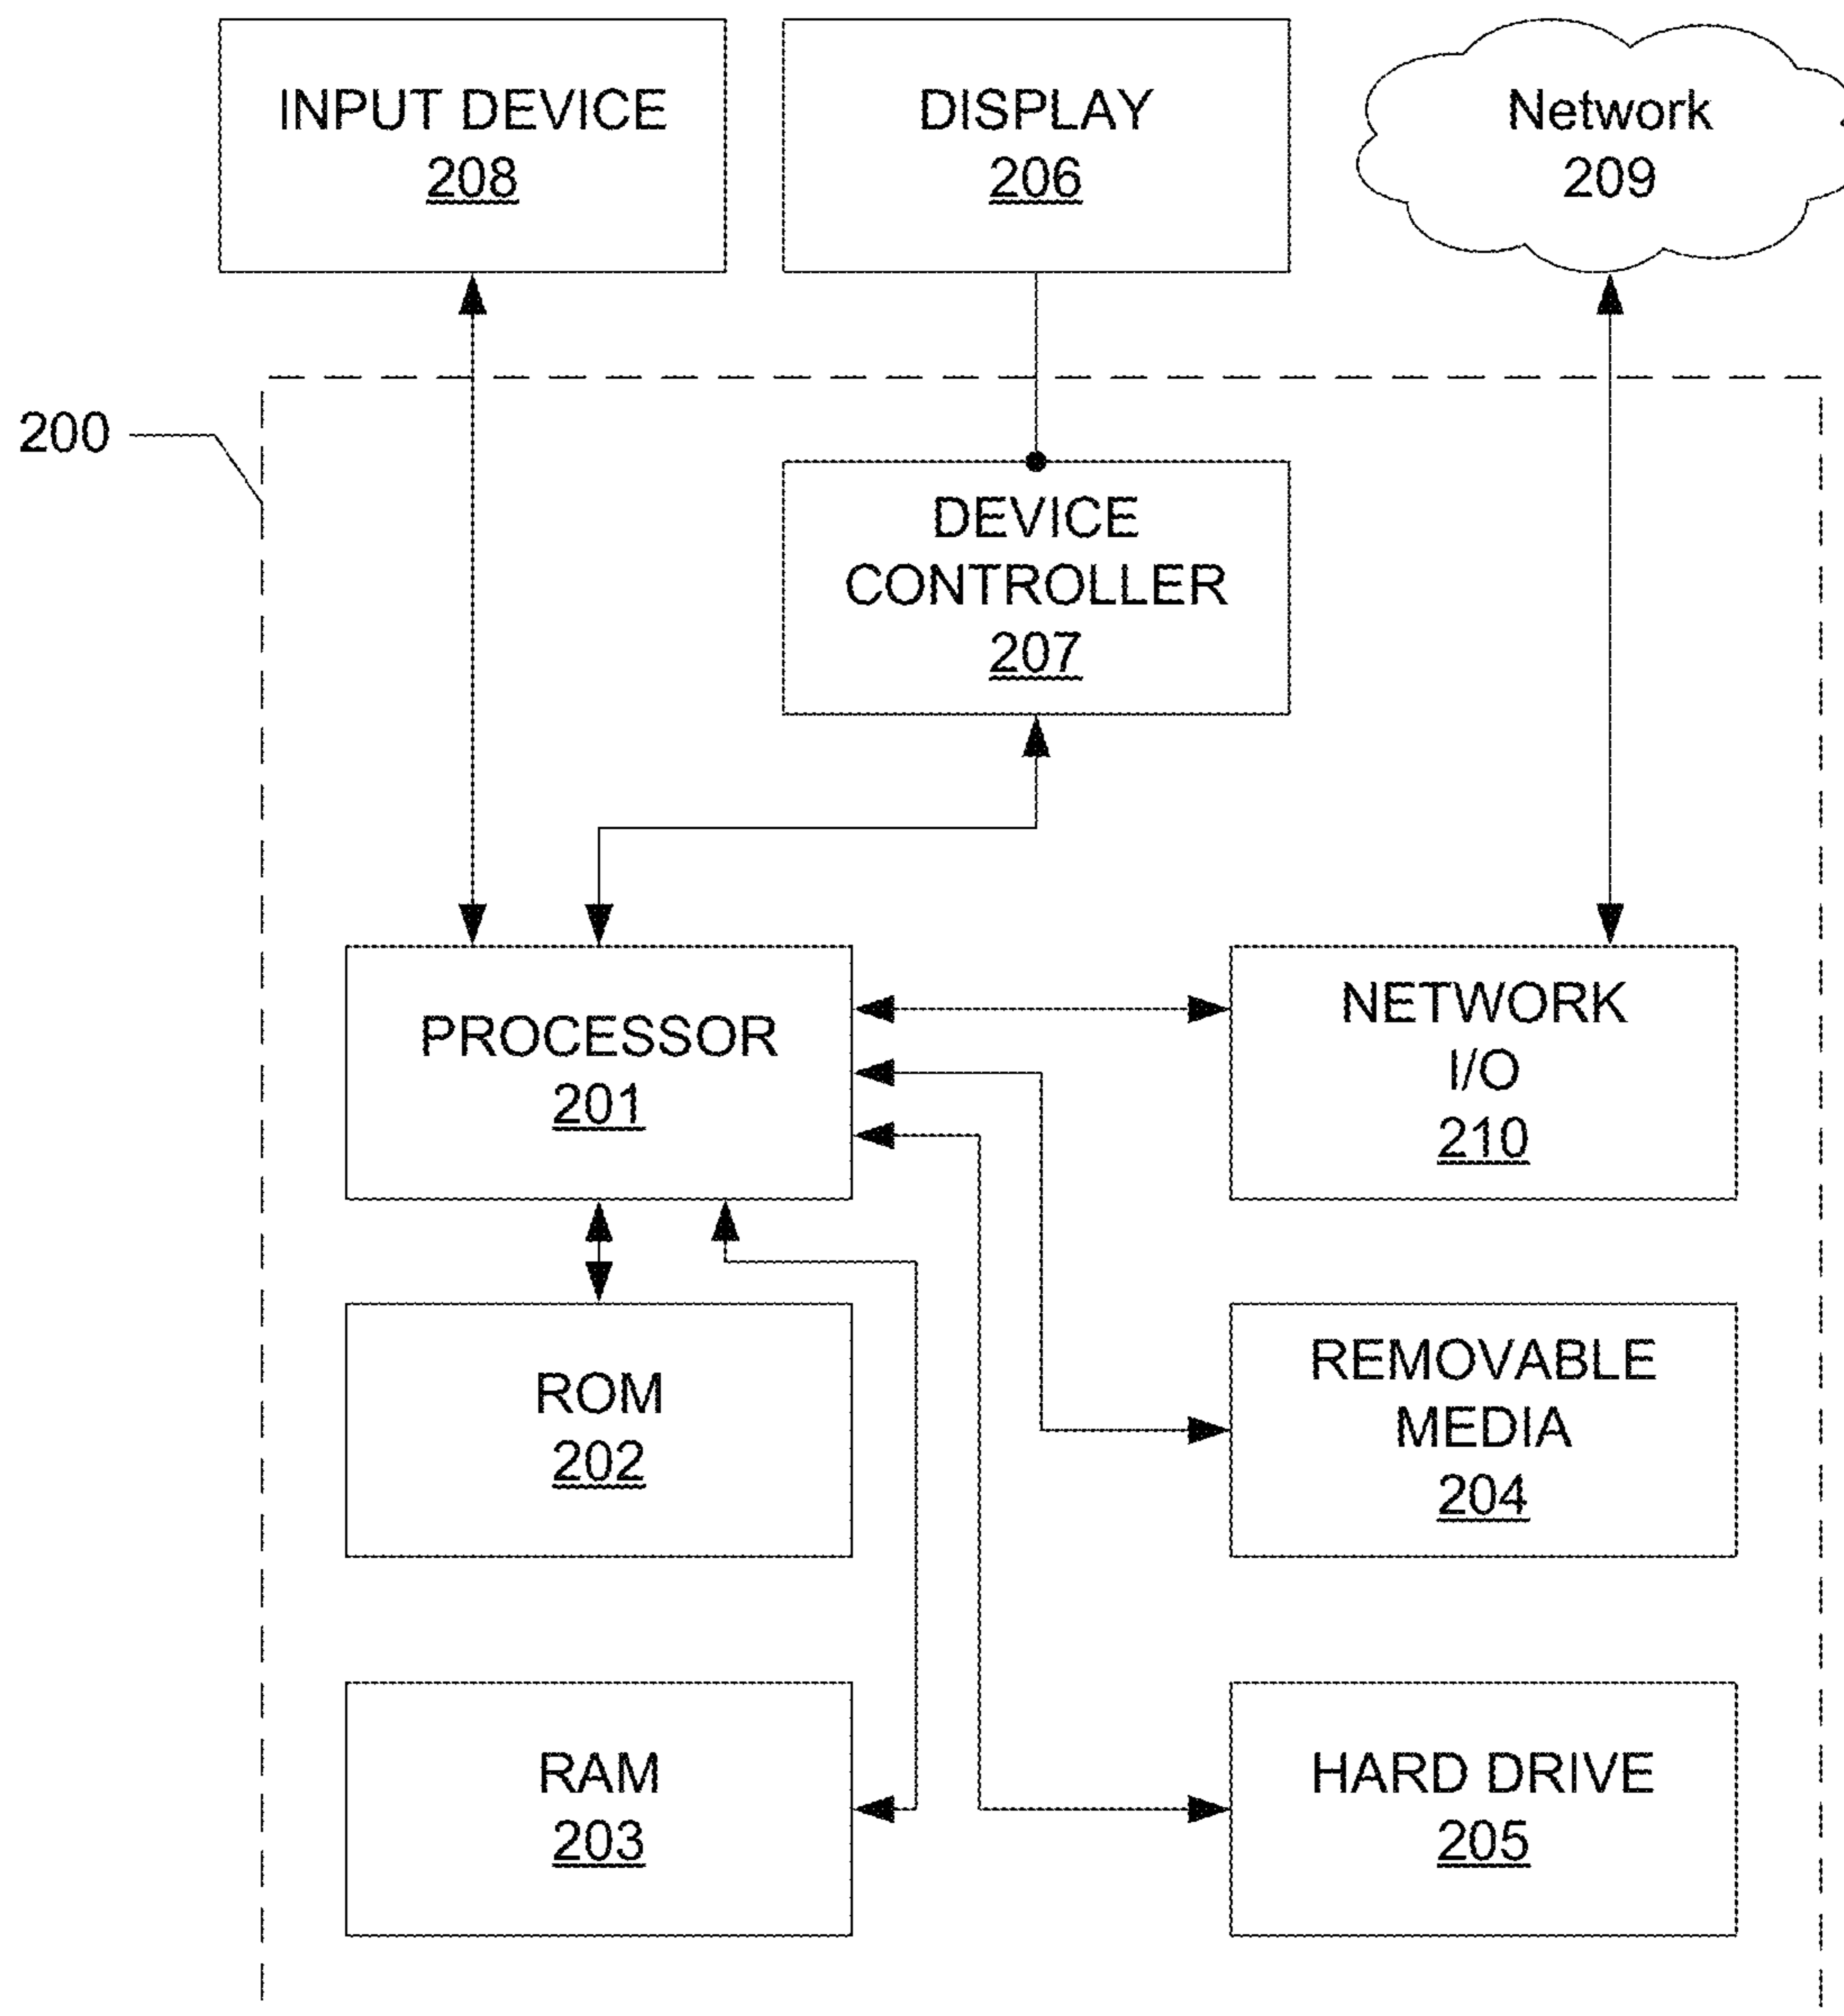 INPUT DEVICE
208
DISPLAY
206
Network
209
200
DEVICE
CONTROLLER
207
PROCESSOR
201
NETWORK
I/O
210
ROM
202
REMOVABLE
MEDIA
204
RAM
203
HARD DRIVE
205